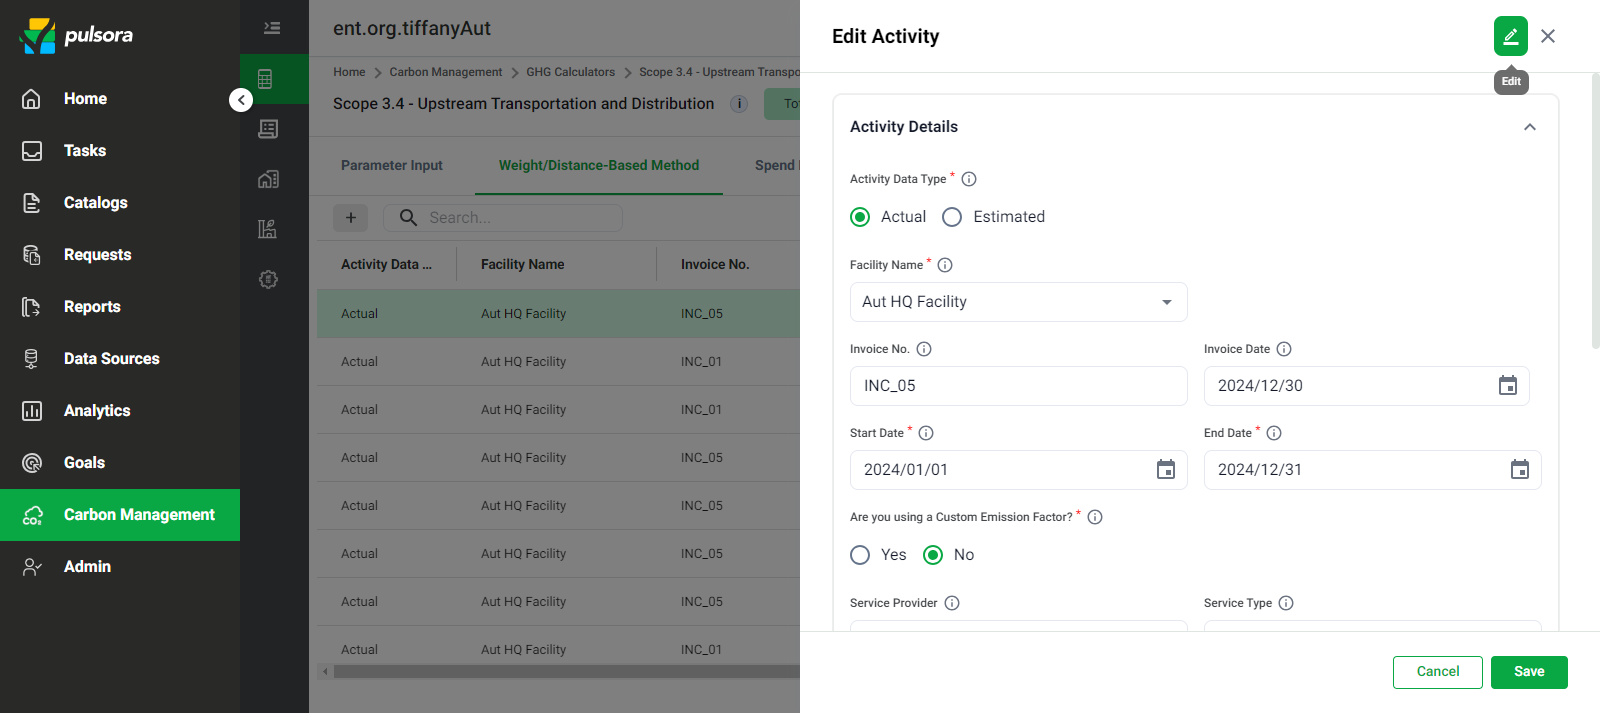 pulsora
Home
Tasks
Catalogs
Requests
Reports
Data Sources
Analytics
Goals
Carbon Management
Admin
ent.org.tiffanyAut
Home > Carbon Management > GHG Calculators > Scope 3.4 - Upstream Transpo
Scope 3.4 - Upstream Transportation and Distribution
To
Parameter Input Weight/Distance-Based Method Spend
+ Search...
Activity Data ... Facility Name Invoice No.
Actual Aut HQ Facility INC_05
Actual Aut HQ Facility INC_01
Actual Aut HQ Facility INC_01
Actual Aut HQ Facility INC_05
Actual Aut HQ Facility INC_05
Actual Aut HQ Facility INC_05
Actual Aut HQ Facility INC_05
Actual Aut HQ Facility INC_01
Edit Activity
Edit
Activity Details
Activity Data Type *
Actual Estimated
Facility Name *
Aut HQ Facility
Invoice No. Invoice Date
INC_05 2024/12/30
Start Date * End Date *
2024/01/01 2024/12/31
Are you using a Custom Emission Factor? *
Yes No
Service Provider Service Type
Cancel Save